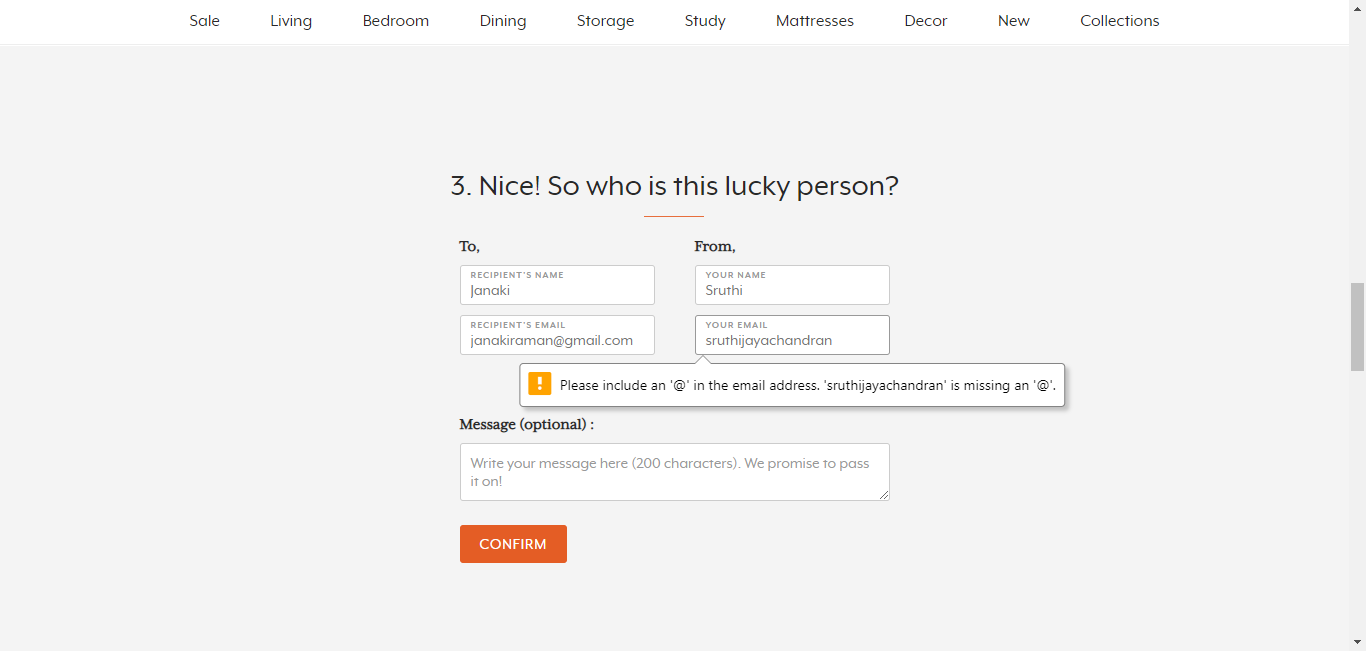 Sale Living Bedroom Dining Storage Study Mattresses Decor New Collections
3. Nice! So who is this lucky person?
To, From,
RECIPIENT'S NAME YOUR NAME
Janaki Sruthi
RECIPIENT'S EMAIL YOUR EMAIL
janakiraman@gmail.com sruthijayachandran
Please include an '@' in the email address. 'sruthijayachandran' is missing an '@'.
Message (optional) :
Write your message here (200 characters). We promise to pass
it on!
CONFIRM